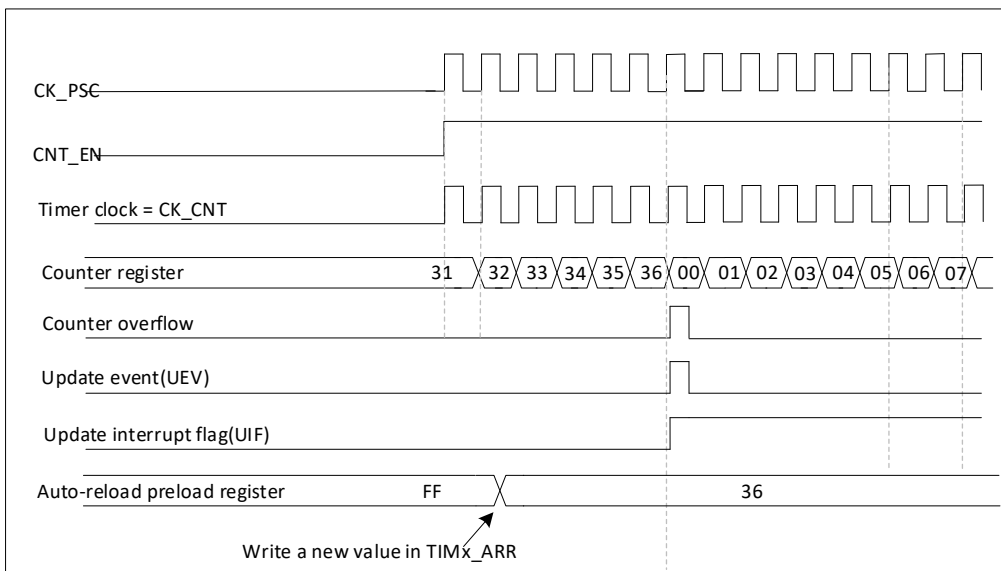 CK_PSC
CNT_EN
Timer clock = CK_CNT
Counter register 31 32 33 34 35 36 00 01 02 03 04 05 06 07
Counter overflow
Update event(UEV)
Update interrupt flag(UIF)
Auto-reload preload register FF 36
Write a new value in TIMx_ARR